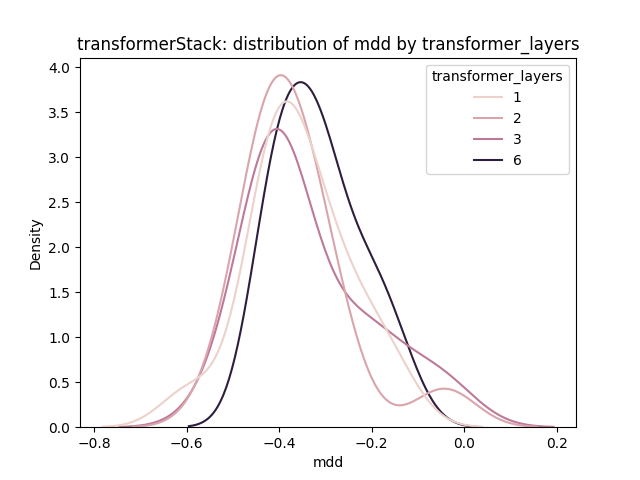 transformerStack: distribution of mdd by transformer_layers
4.0
3.5
3.0
2.5
2.0
1.5
1.0
0.5
0.0
Density
transformer_layers
1
2
3
6
−0.8 −0.6 −0.4 −0.2 0.0 0.2
mdd